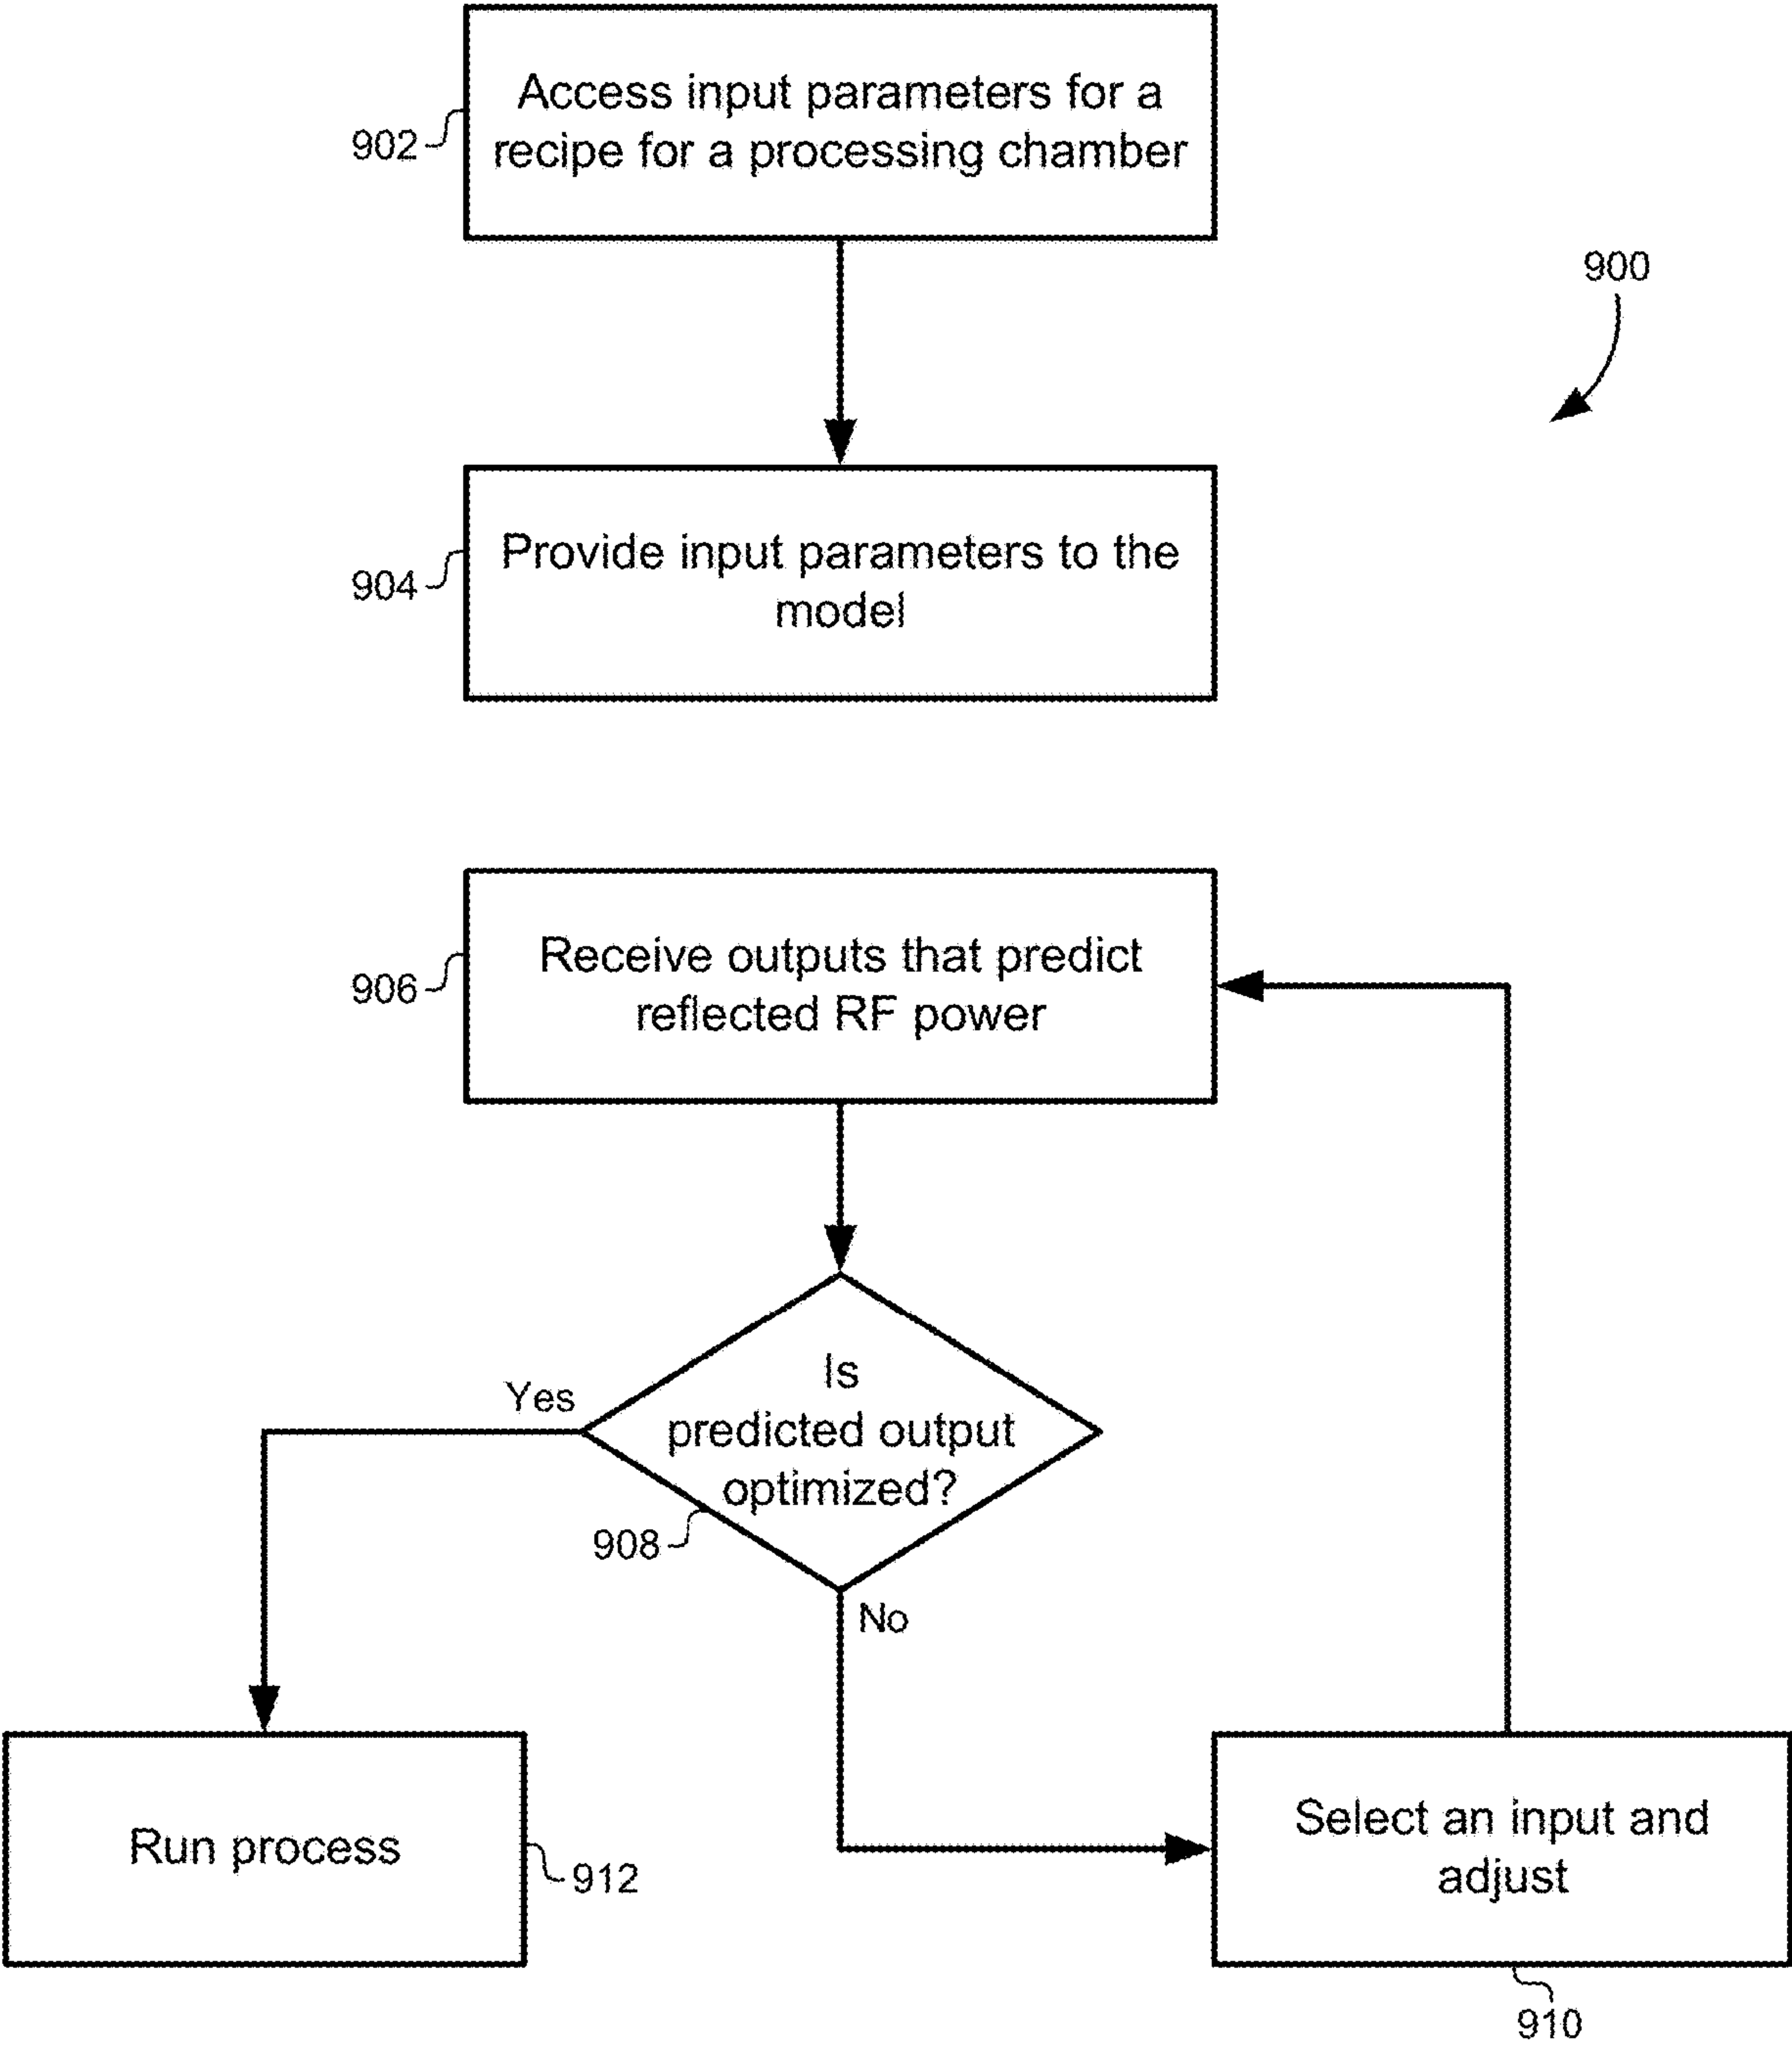 Access input parameters for a
recipe for a processing chamber
902
900
Provide input parameters to the
model
904
Receive outputs that predict
reflected RF power
906
Is
predicted output
optimized?
908
Yes
No
Run process
912
Select an input and
adjust
910